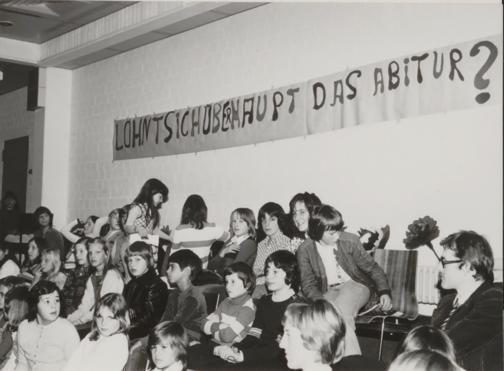 LOHNT SICH ÜBERHAUPT DAS ABITUR?